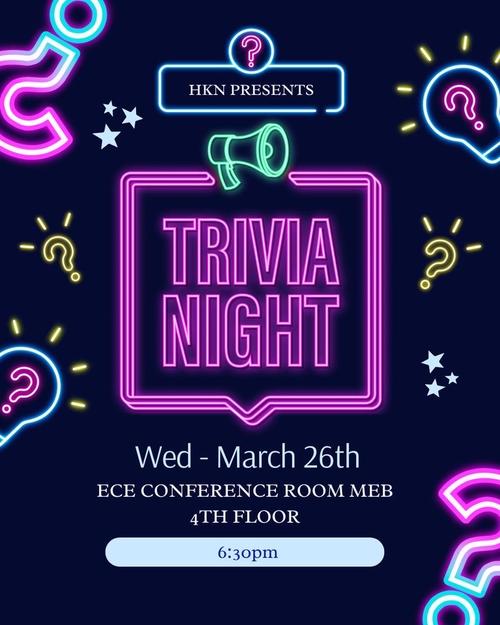 HKN PRESENTS
TRIVIA
NIGHT
Wed - March 26th
ECE CONFERENCE ROOM MEB
4TH FLOOR
6:30pm